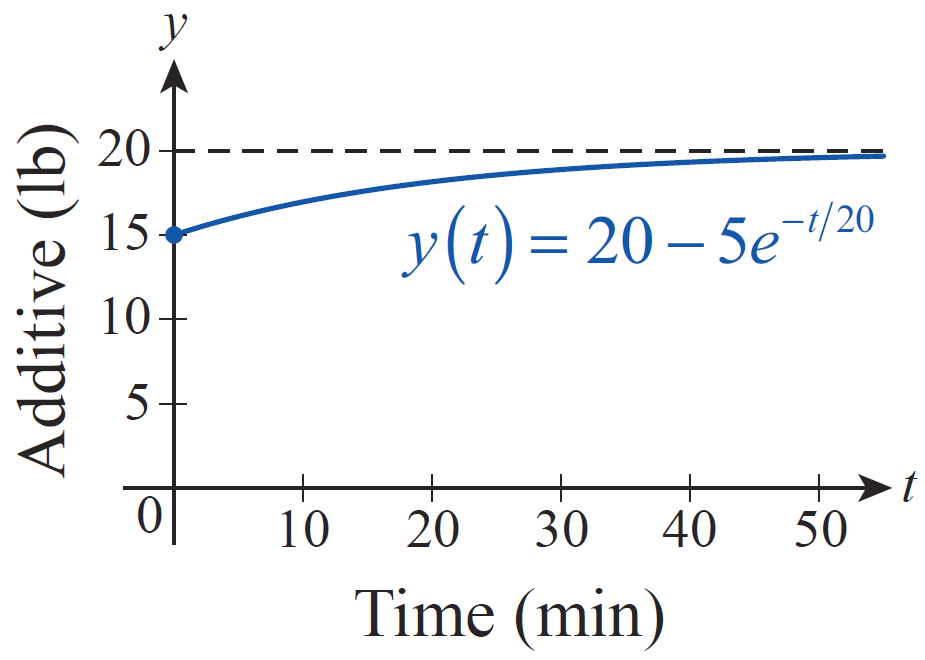 y
Additive (lb)
20
15
10
5
0
y(t) = 20 − 5e^{−t/20}
10 20 30 40 50
t
Time (min)